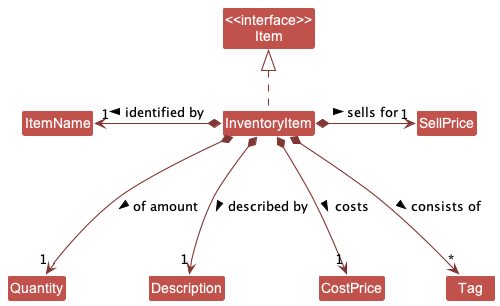 <<interface>>
Item
ItemName
1
identified by
InventoryItem
sells for
1
SellPrice
of amount
described by
costs
consists of
1
1
1
*
Quantity
Description
CostPrice
Tag